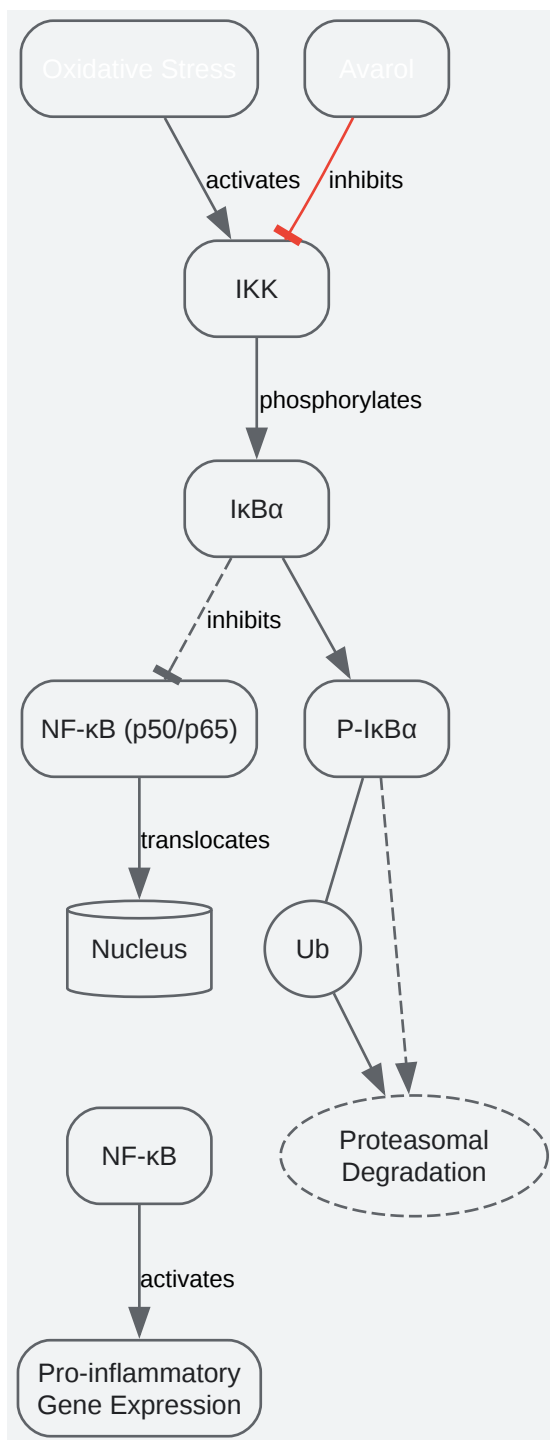 Oxidative Stress
Avarol
activates
inhibits
IKK
phosphorylates
IκBα
inhibits
NF-κB (p50/p65)
P-IκBα
translocates
Nucleus
Ub
NF-κB
Proteasomal
Degradation
activates
Pro-inflammatory
Gene Expression